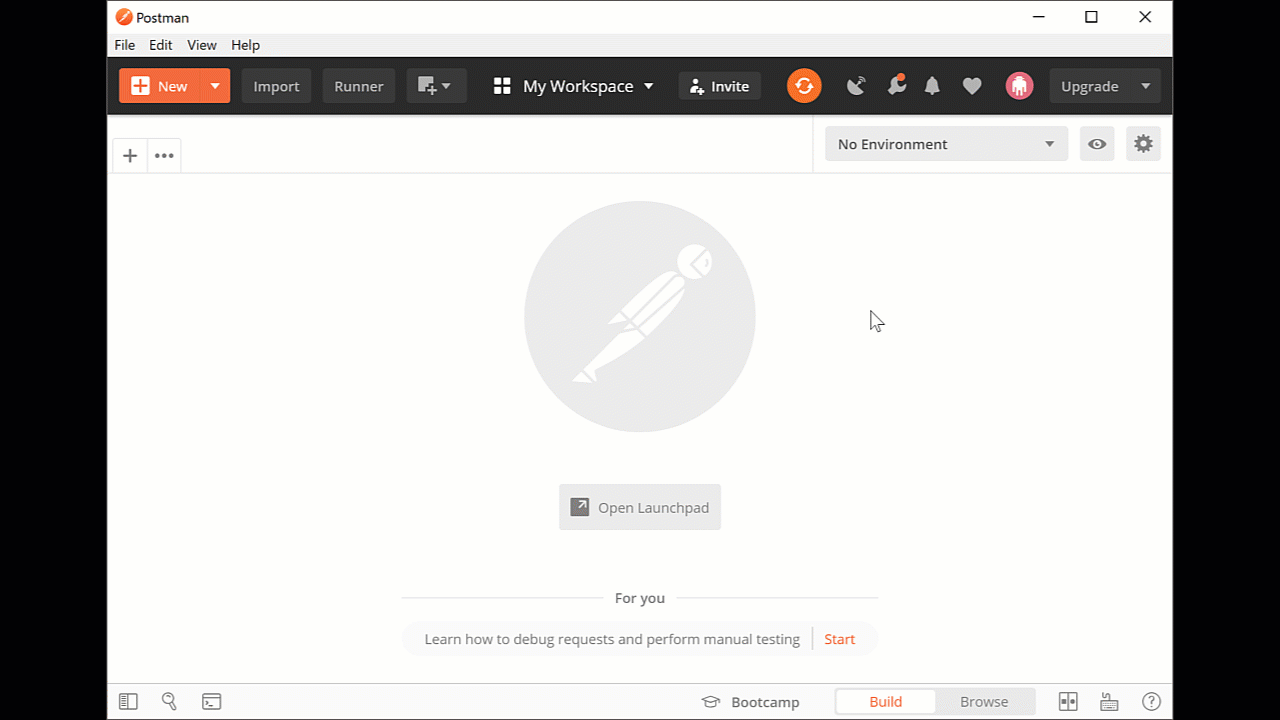 Postman
File Edit View Help
New Import Runner My Workspace Invite Upgrade
No Environment
Open Launchpad
For you
Learn how to debug requests and perform manual testing Start
Bootcamp Build Browse